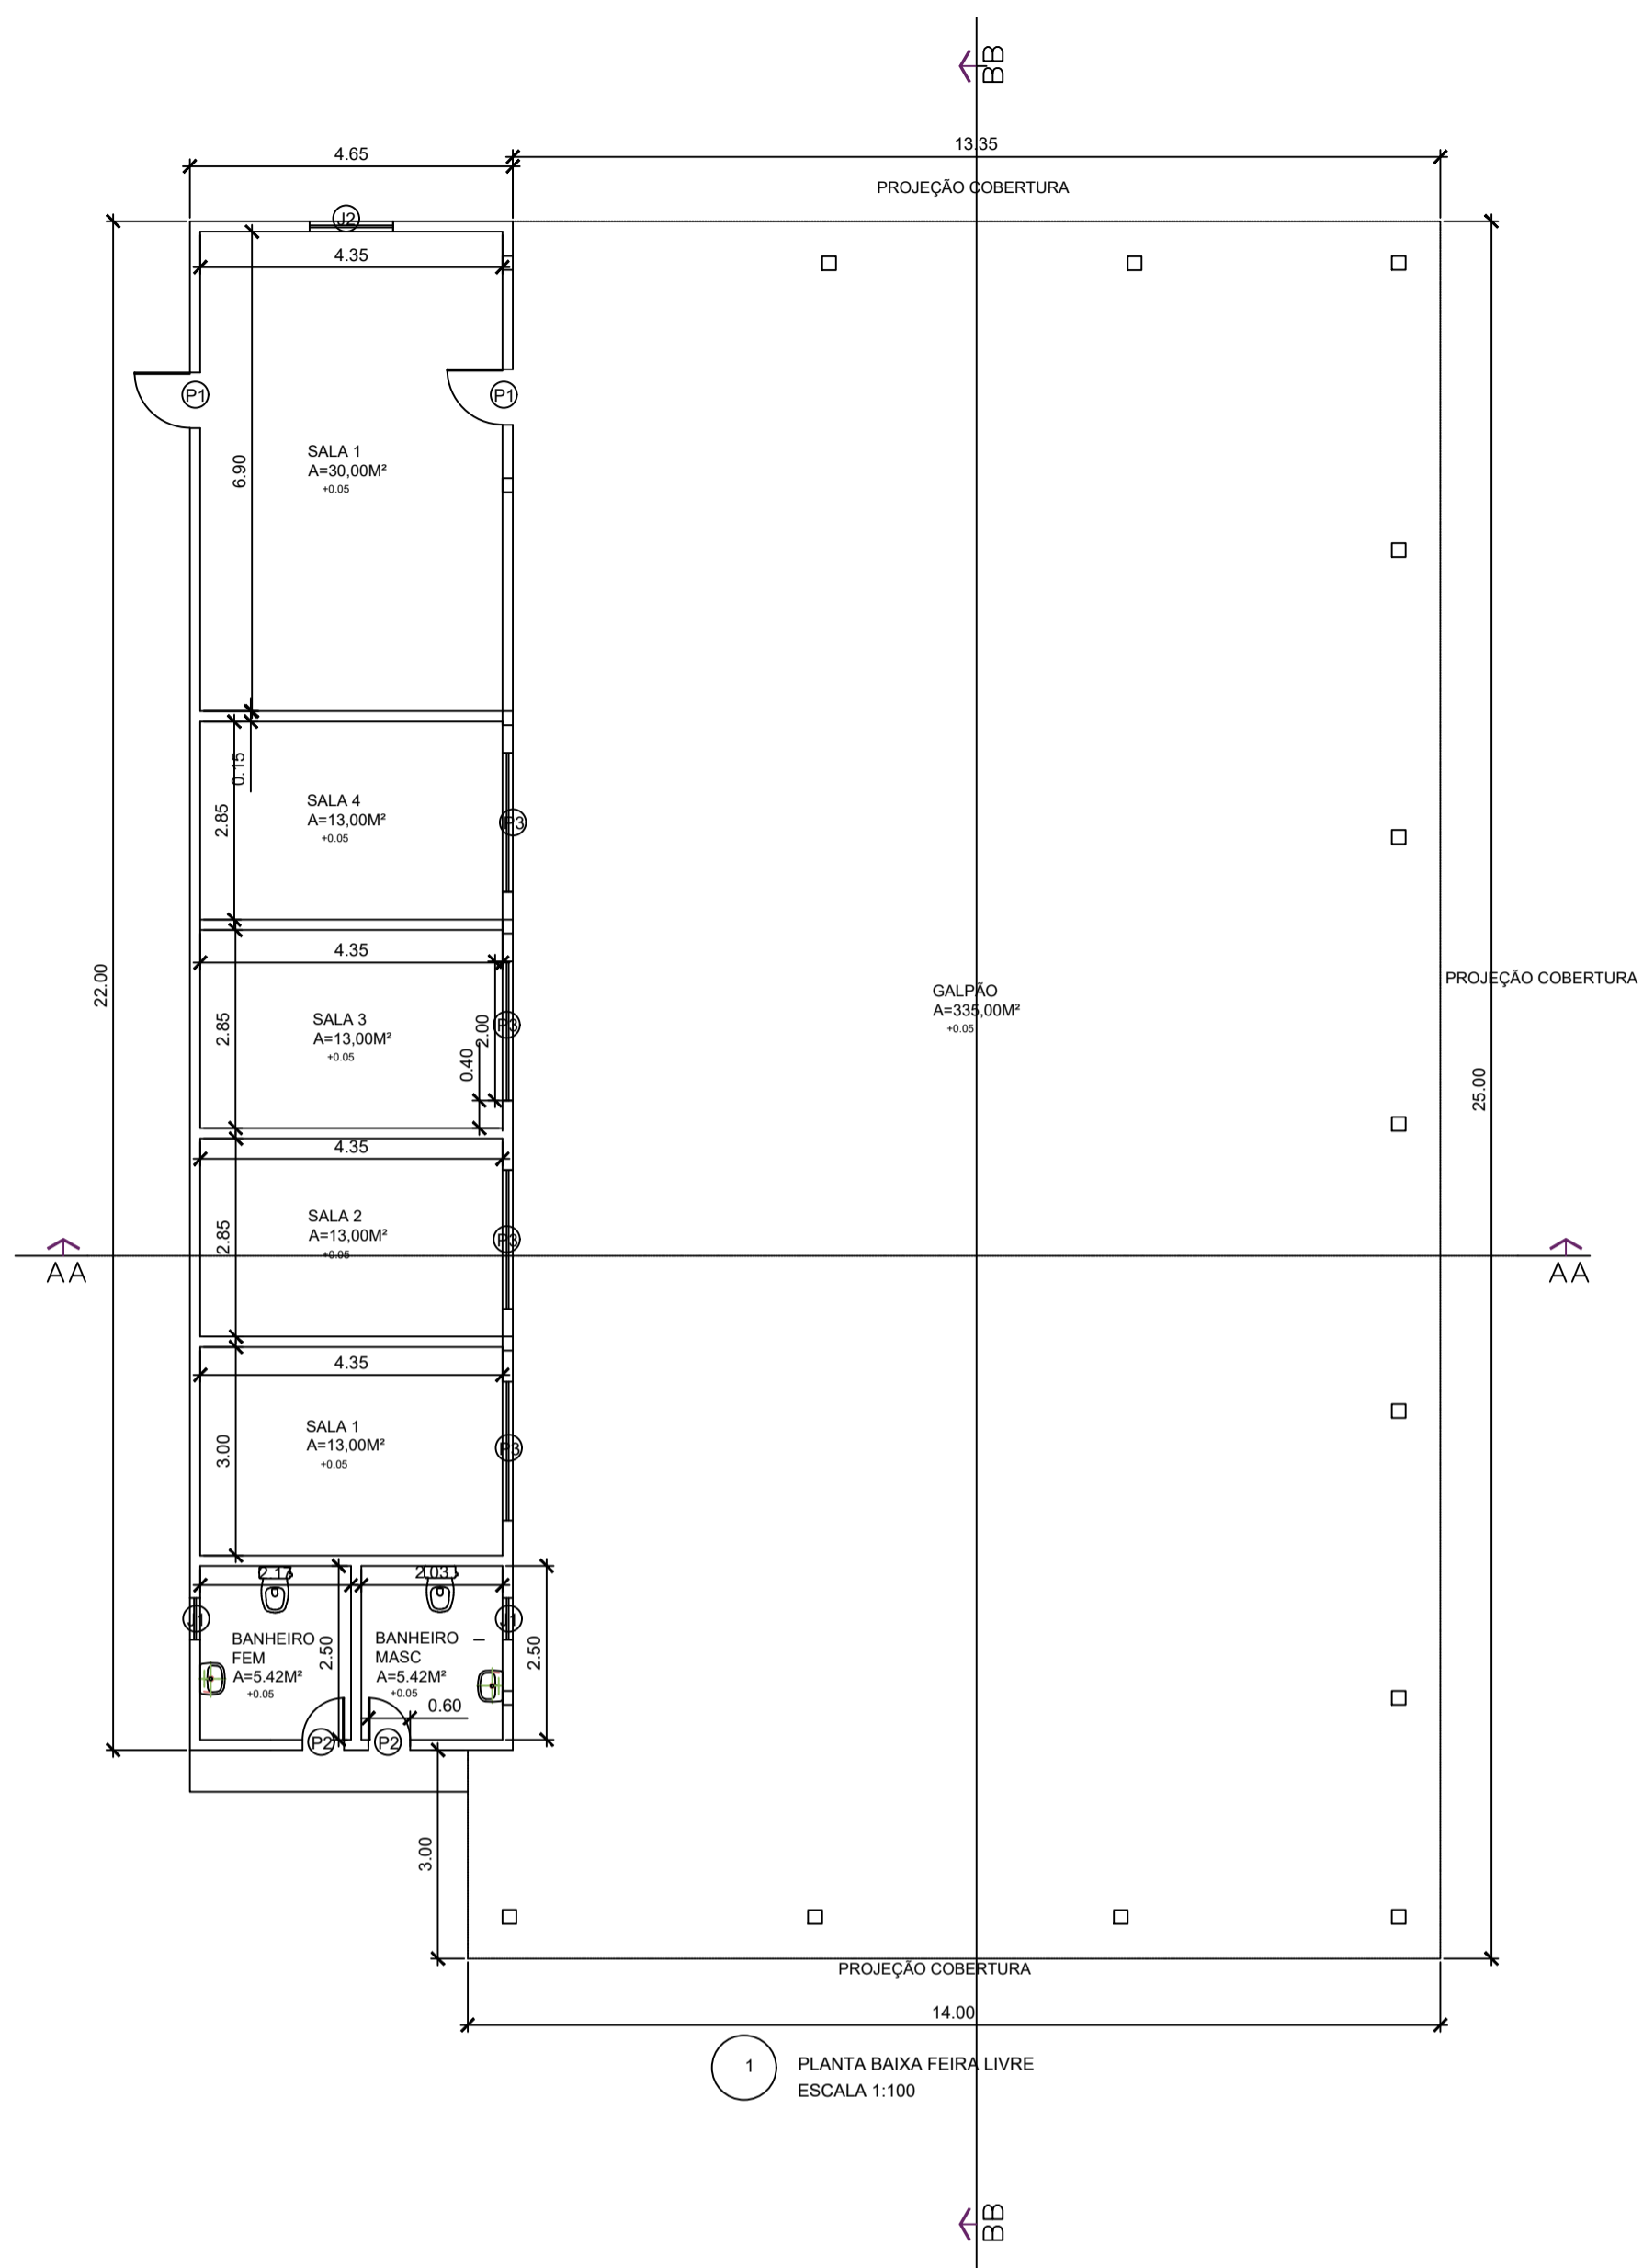 BB
13.35
4.65
PROJEÇÃO COBERTURA
J2
4.35
P1
P1
SALA 1
A=30,00M²
+0.05
6.90
0.15
SALA 4
A=13,00M²
+0.05
2.85
P3
4.35
22.00
PROJEÇÃO COBERTURA
GALPÃO
A=335,00M²
+0.05
SALA 3
A=13,00M²
+0.05
2.85
2.00
P3
0.40
25.00
4.35
SALA 2
A=13,00M²
+0.05
2.85
P3
AA
AA
4.35
SALA 1
A=13,00M²
+0.05
3.00
P3
2.17
2.03
J1
J1
BANHEIRO
FEM
A=5.42M²
+0.05
2.50
BANHEIRO
MASC
A=5.42M²
+0.05
2.50
0.60
P2
P2
3.00
PROJEÇÃO COBERTURA
14.00
1
PLANTA BAIXA FEIRA LIVRE
ESCALA 1:100
BB